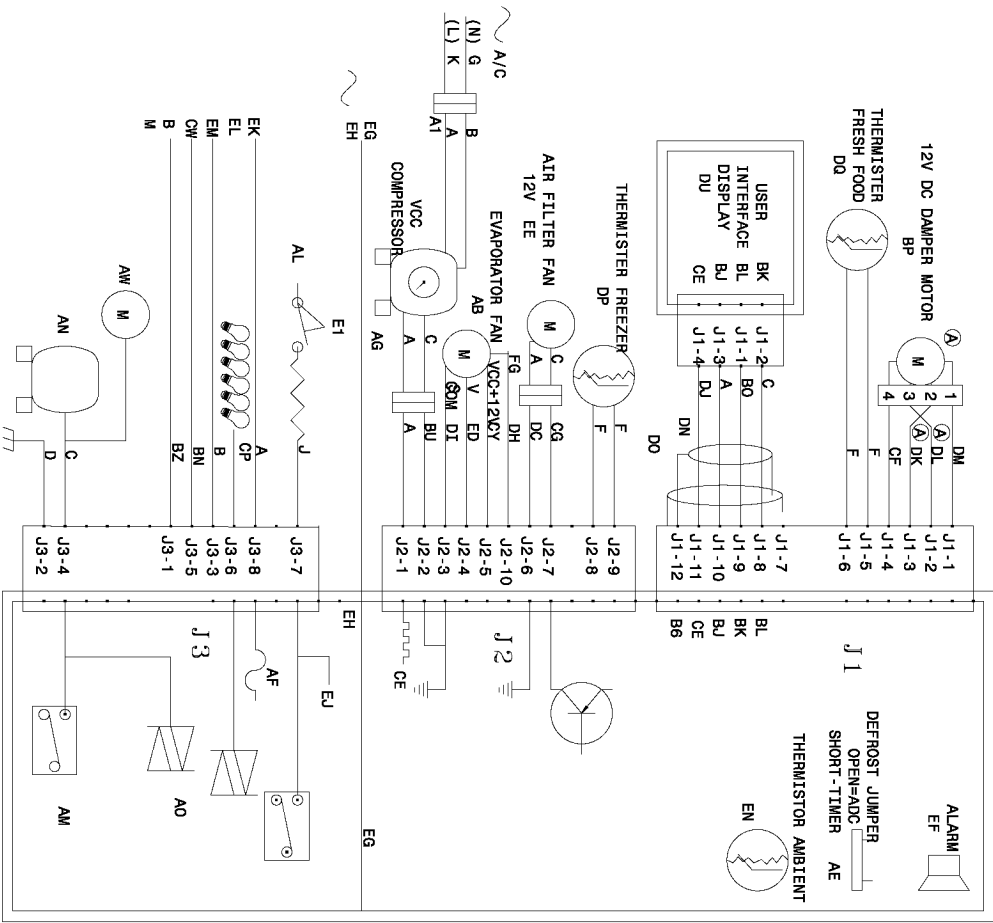 12V DC DAMPER MOTOR
BP
A
1
2
3
4
A
A
DM
DL
DK
CF
F
F
J1-1
J1-2
J1-3
J1-4
J1-5
J1-6
THERMISTER
FRESH FOOD
DQ
USER
INTERFACE
DISPLAY
DU
BK
BL
BJ
CE
J1-2
J1-1
J1-3
J1-4
C
BO
A
DJ
DN
DO
J1-7
J1-8
J1-9
J1-10
J1-11
J1-12
BL
BK
BJ
CE
B6
J1
ALARM
EF
DEFROST JUMPER
OPEN=ADC
SHORT-TIMER AE
THERMISTOR AMBIENT
EN
THERMISTER FREEZER
DP
F
F
AIR FILTER FAN
12V EE
M
C
A
CG
DC
EVAPORATOR FAN
AB
M
FG
VCC+12V
V
S
COM
DH
CY
ED
DI
VCC
COMPRESSOR
AG
C
A
BU
A
A/C
(N) G
(L) K
B
A
A1
J2-9
J2-8
J2-7
J2-6
J2-10
J2-5
J2-4
J2-3
J2-2
J2-1
J2
CE
EG
EH
EG
EH
AL
E1
J
EK
EL
EM
CW
B
M
A
CP
B
BN
BZ
AW
M
AN
C
D
J3-7
J3-8
J3-6
J3-3
J3-5
J3-1
J3-4
J3-2
J3
EJ
AF
AO
AM